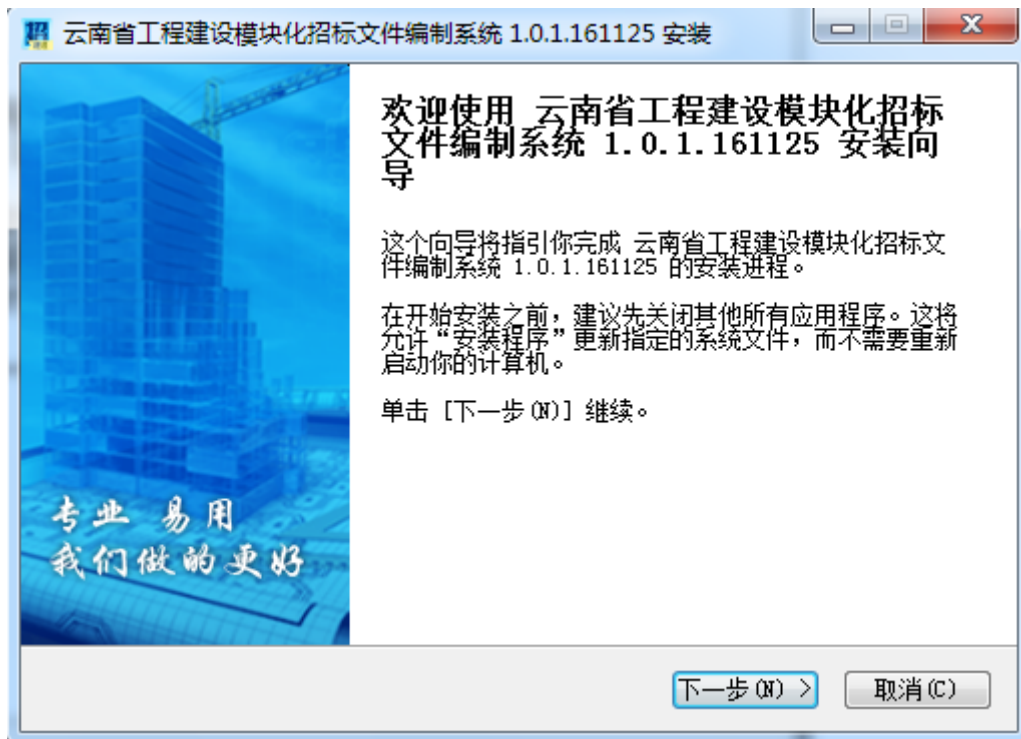 云南省工程建设模块化招标文件编制系统 1.0.1.161125 安装
欢迎使用 云南省工程建设模块化招标
文件编制系统 1.0.1.161125 安装向
导
这个向导将指引你完成 云南省工程建设模块化招标文
件编制系统 1.0.1.161125 的安装进程。
在开始安装之前，建议先关闭其他所有应用程序。这将
允许“安装程序”更新指定的系统文件，而不需要重新
启动你的计算机。
单击 [下一步(N)] 继续。
专业 易用
我们做的更好
下一步(N) >
取消(C)